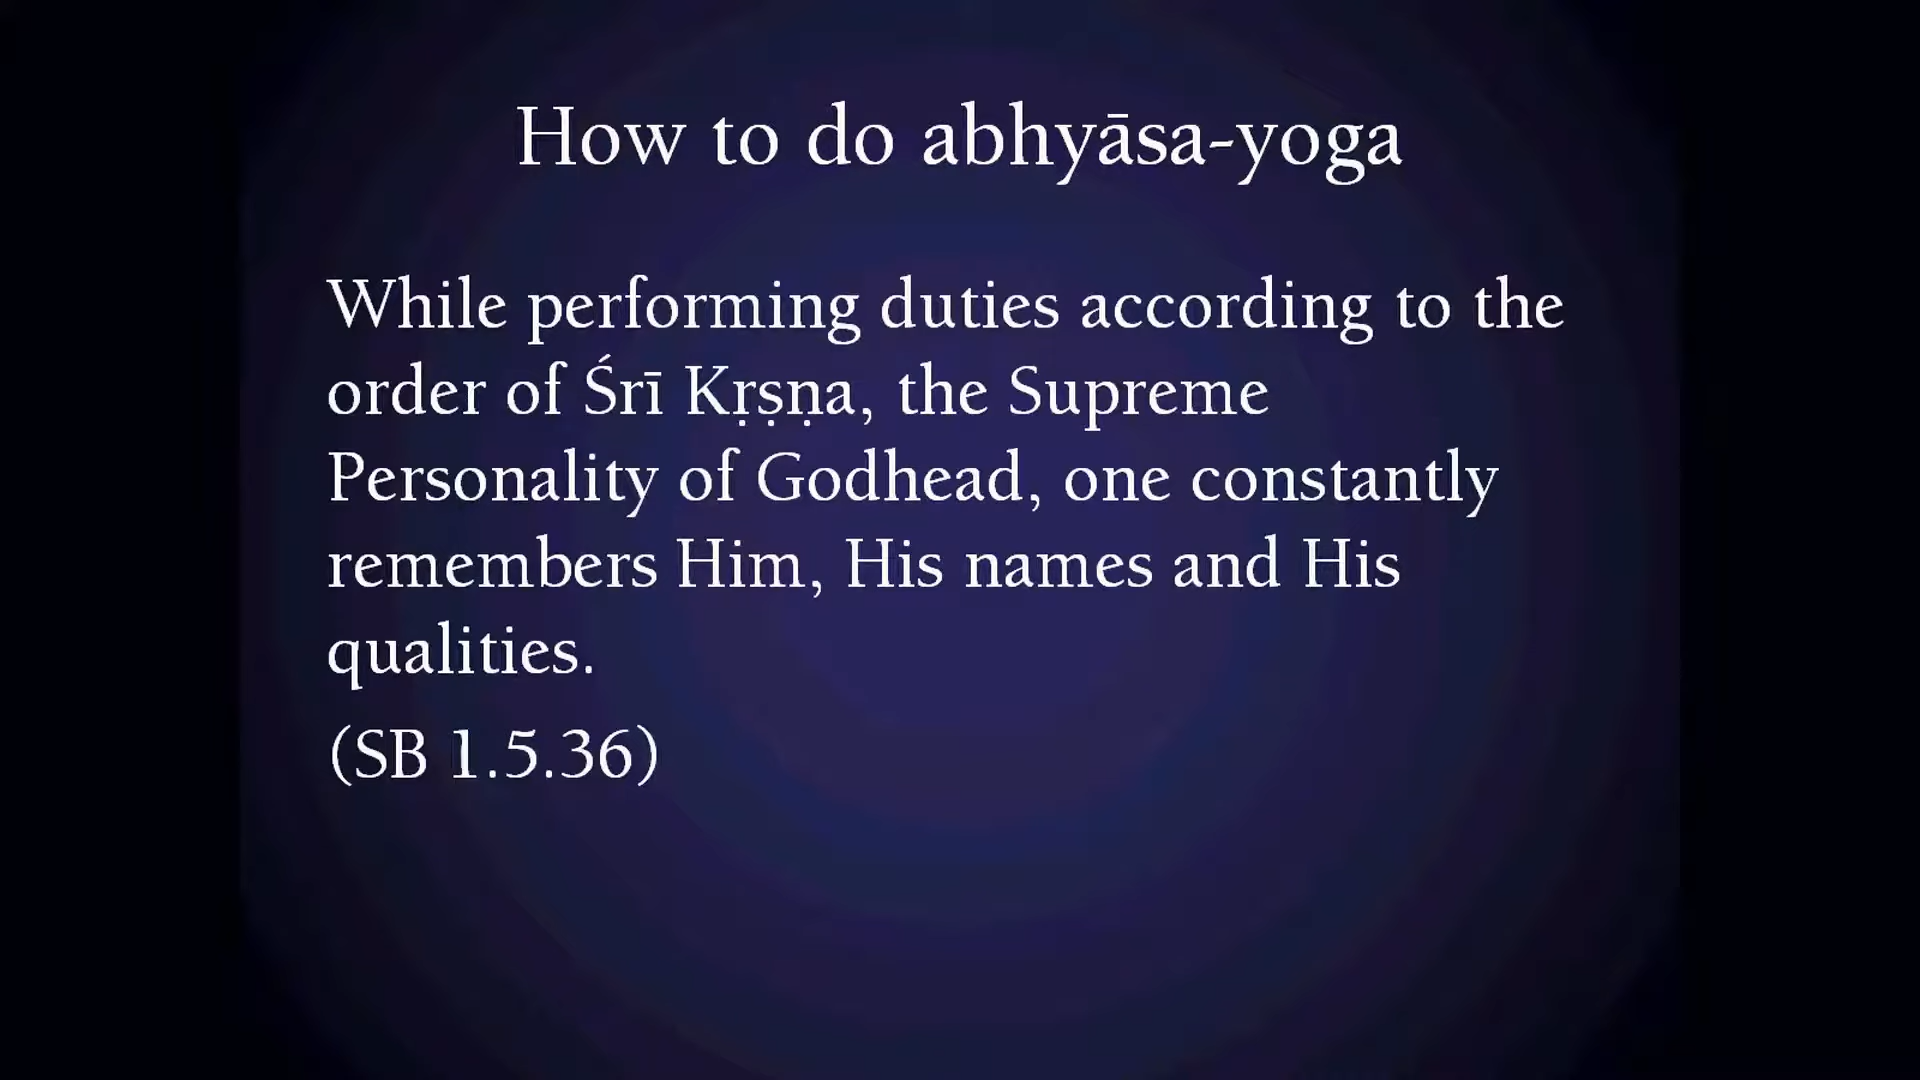 How to do abhyāsa-yoga
While performing duties according to the
order of Śrī Kṛṣṇa, the Supreme
Personality of Godhead, one constantly
remembers Him, His names and His
qualities.
(SB 1.5.36)